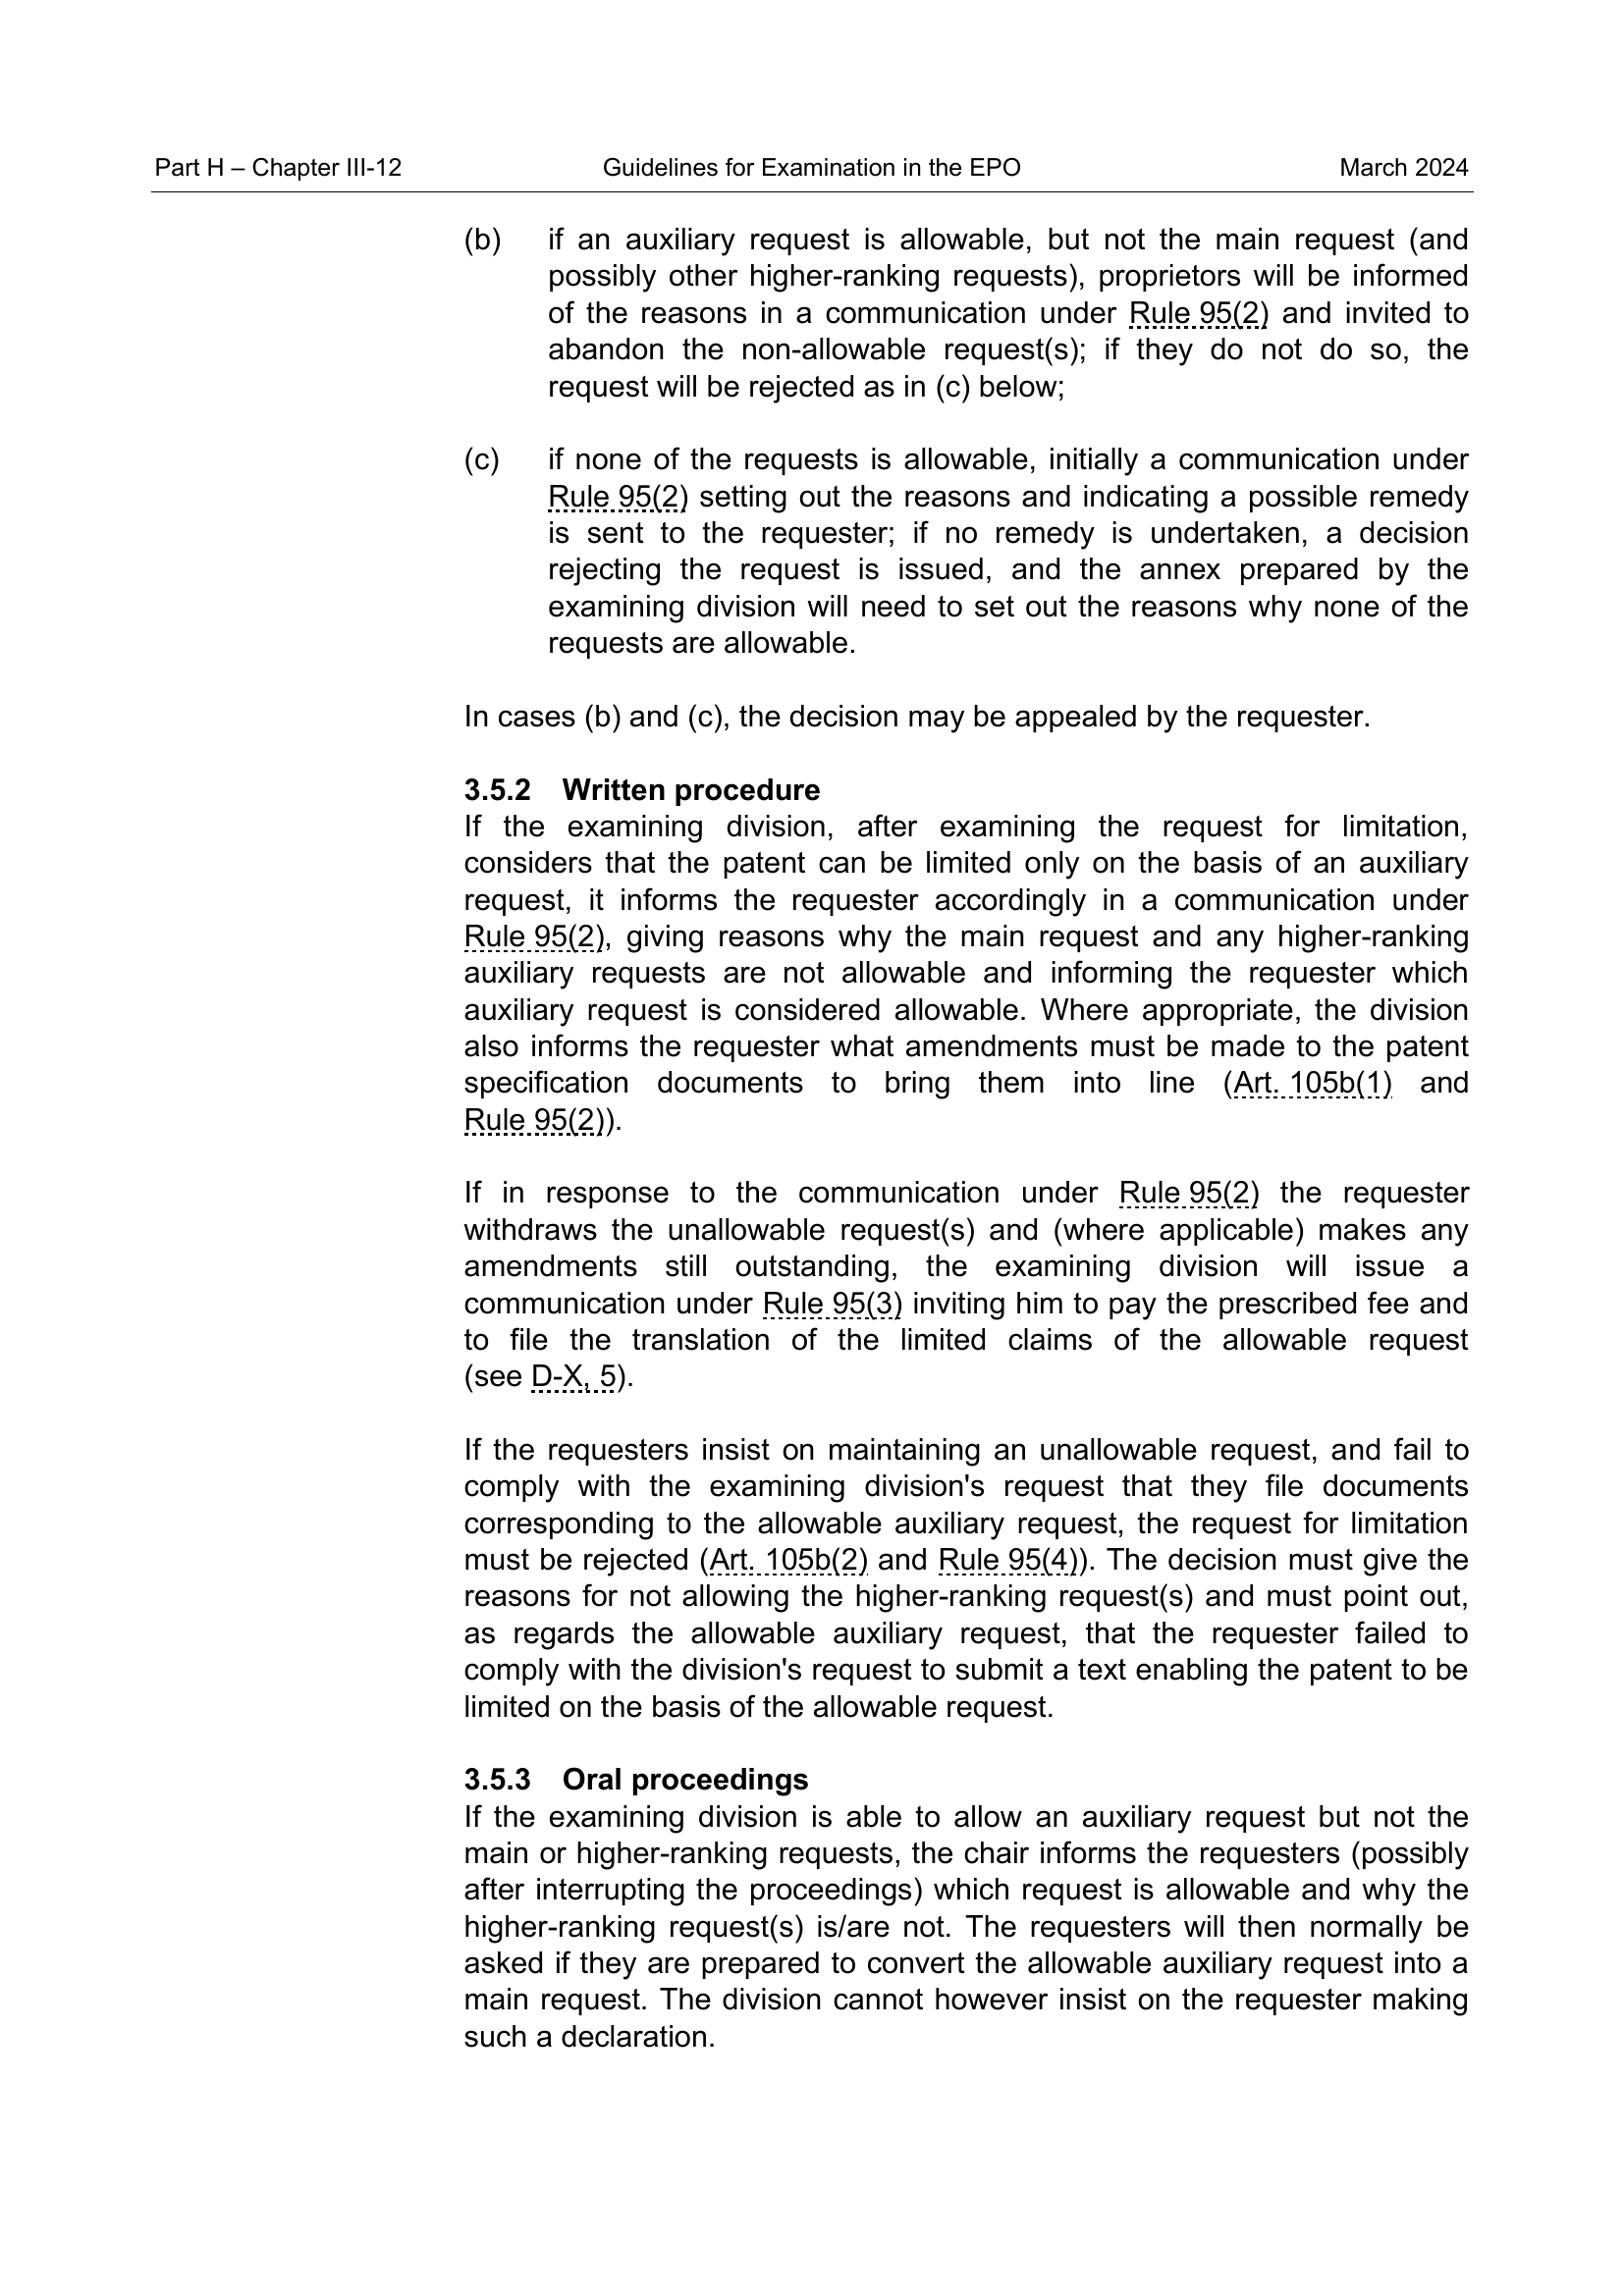 Part H – Chapter III-12 Guidelines for Examination in the EPO March 2024
(b) if an auxiliary request is allowable, but not the main request (and
possibly other higher-ranking requests), proprietors will be informed
of the reasons in a communication under Rule 95(2) and invited to
abandon the non-allowable request(s); if they do not do so, the
request will be rejected as in (c) below;
(c) if none of the requests is allowable, initially a communication under
Rule 95(2) setting out the reasons and indicating a possible remedy
is sent to the requester; if no remedy is undertaken, a decision
rejecting the request is issued, and the annex prepared by the
examining division will need to set out the reasons why none of the
requests are allowable.
In cases (b) and (c), the decision may be appealed by the requester.
3.5.2 Written procedure
If the examining division, after examining the request for limitation,
considers that the patent can be limited only on the basis of an auxiliary
request, it informs the requester accordingly in a communication under
Rule 95(2), giving reasons why the main request and any higher-ranking
auxiliary requests are not allowable and informing the requester which
auxiliary request is considered allowable. Where appropriate, the division
also informs the requester what amendments must be made to the patent
specification documents to bring them into line (Art. 105b(1) and
Rule 95(2)).
If in response to the communication under Rule 95(2) the requester
withdraws the unallowable request(s) and (where applicable) makes any
amendments still outstanding, the examining division will issue a
communication under Rule 95(3) inviting him to pay the prescribed fee and
to file the translation of the limited claims of the allowable request
(see D-X, 5).
If the requesters insist on maintaining an unallowable request, and fail to
comply with the examining division's request that they file documents
corresponding to the allowable auxiliary request, the request for limitation
must be rejected (Art. 105b(2) and Rule 95(4)). The decision must give the
reasons for not allowing the higher-ranking request(s) and must point out,
as regards the allowable auxiliary request, that the requester failed to
comply with the division's request to submit a text enabling the patent to be
limited on the basis of the allowable request.
3.5.3 Oral proceedings
If the examining division is able to allow an auxiliary request but not the
main or higher-ranking requests, the chair informs the requesters (possibly
after interrupting the proceedings) which request is allowable and why the
higher-ranking request(s) is/are not. The requesters will then normally be
asked if they are prepared to convert the allowable auxiliary request into a
main request. The division cannot however insist on the requester making
such a declaration.